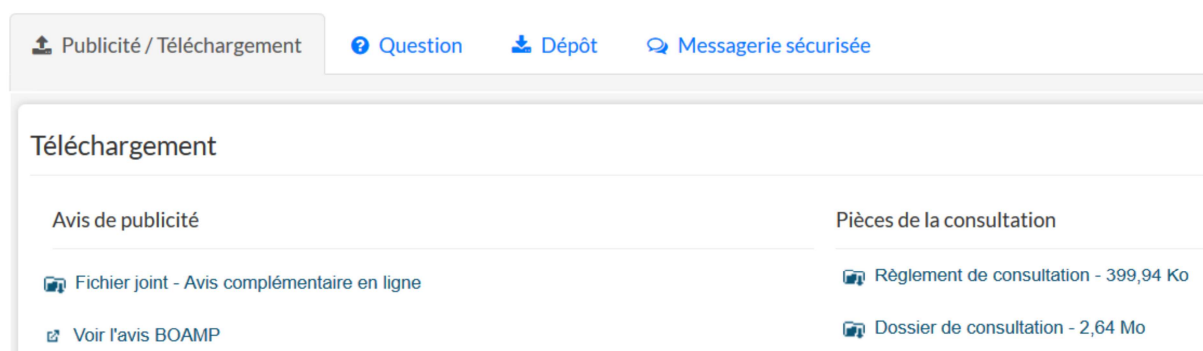 Publicité / Téléchargement
Question
Dépôt
Messagerie sécurisée
Téléchargement
Avis de publicité
Fichier joint - Avis complémentaire en ligne
Voir l'avis BOAMP
Pièces de la consultation
Règlement de consultation - 399,94 Ko
Dossier de consultation - 2,64 Mo